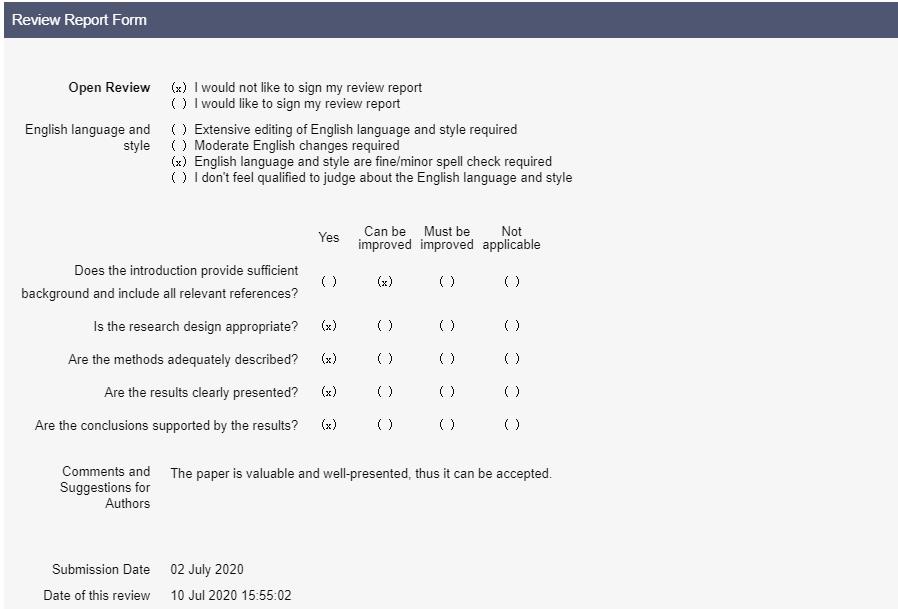 Review Report Form
Open Review (x) I would not like to sign my review report
( ) I would like to sign my review report
English language and style ( ) Extensive editing of English language and style required
( ) Moderate English changes required
(x) English language and style are fine/minor spell check required
( ) I don't feel qualified to judge about the English language and style
Yes Can be improved Must be improved Not applicable
Does the introduction provide sufficient
background and include all relevant references? ( ) (x) ( ) ( )
Is the research design appropriate? (x) ( ) ( ) ( )
Are the methods adequately described? (x) ( ) ( ) ( )
Are the results clearly presented? (x) ( ) ( ) ( )
Are the conclusions supported by the results? (x) ( ) ( ) ( )
Comments and
Suggestions for
Authors
The paper is valuable and well-presented, thus it can be accepted.
Submission Date 02 July 2020
Date of this review 10 Jul 2020 15:55:02